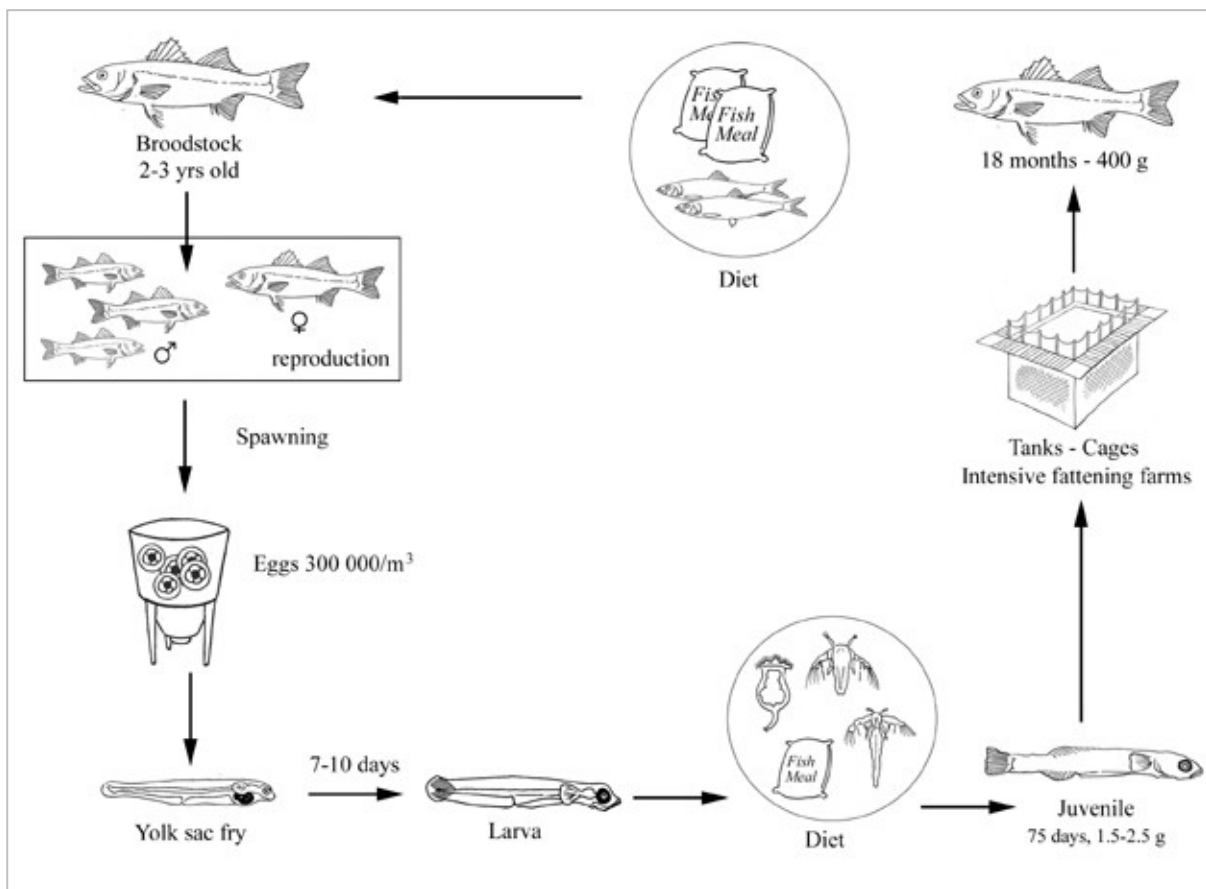 Broodstock
2-3 yrs old
Fish
Me
Fish
Meal
Diet
18 months - 400 g
♂
♀
reproduction
Spawning
Tanks - Cages
Intensive fattening farms
Eggs 300 000/m³
7-10 days
Yolk sac fry
Larva
Fish
Meal
Diet
Juvenile
75 days, 1.5-2.5 g